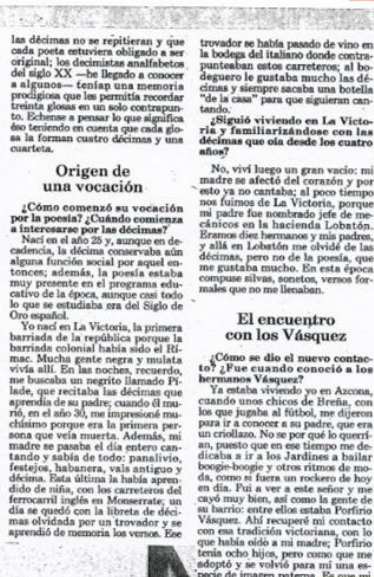 las décimas no se repitieran y que
cada poeta estuviera obligado a ser
original; los decimistas analfabetos
del siglo XX —he llegado a conocer
a algunos— tenían una memoria
prodigiosa que les permitía recordar
treinta glosas en un solo contrapun-
to. Echense a pensar lo que significa
éso teniendo en cuenta que cada glo-
sa la forman cuatro décimas y una
cuarteta.
Origen de
una vocación
¿Cómo comenzó su vocación
por la poesía? ¿Cuándo comienza
a interesarse por las décimas?
Nací en el año 25 y, aunque en de-
cadencia, la décima conservaba aún
alguna función social por aquel en-
tonces; además, la poesía estaba
muy presente en el programa edu-
cativo de la época, aunque casi todo
lo que se estudiaba era del Siglo de
Oro español.
Yo nací en La Victoria, la primera
barriada de la república porque la
barriada colonial había sido el Rí-
mac. Mucha gente negra y mulata
vivía allí. En las noches, recuerdo,
me buscaba un negrito llamado Pí-
lade, que recitaba las décimas que
aprendía de su padre; cuando él mu-
rió, en el año 30, me impresioné mu-
chísimo porque era la primera per-
sona que veía muerta. Además, mi
madre se pasaba el día entero can-
tando y sabía de todo: panalivio,
festejos, habanera, vals antiguo y
décima. Esta última la había apren-
dido de niña, con los carreteros del
ferrocarril inglés en Monserrate; un
día se quedó con la libreta de déci-
mas olvidada por un trovador y se
aprendió de memoria los versos. Ese
trovador se había pasado de vino en
la bodega del italiano donde contra-
punteaban estos carreteros; al bo-
deguero le gustaba mucho las dé-
cimas y siempre sacaba una botella
"de la casa" para que siguieran can-
tando.
¿Siguió viviendo en La Victo-
ria y familiarizándose con las
décimas que oía desde los cuatro
años?
No, viví luego un gran vacío: mi
madre se afectó del corazón y por
esto ya no cantaba; al poco tiempo
nos fuimos de La Victoria, porque
mi padre fue nombrado jefe de me-
cánicos en la hacienda Lobatón.
Eramos diez hermanos y mis padres,
y allá en Lobatón me olvidé de las
décimas, pero no de la poesía, que
me gustaba mucho. En esta época
compuse silvas, sonetos, versos for-
males que no me llenaban.
El encuentro
con los Vásquez
¿Cómo se dio el nuevo contac-
to? ¿Fue cuando conoció a los
hermanos Vásquez?
Ya estaba viviendo yo en Azcona,
cuando unos chicos de Breña, con
los que jugaba al fútbol, me dijeron
para ir a conocer a su padre, que era
un criollazo. No se por qué lo querrí-
an, puesto que en ese tiempo me de-
dicaba a ir a los Jardines a bailar
boogie-boogie y otros ritmos de mo-
da, como si fuera un rockero de hoy
en día. Fui a ver a este señor y me
cayó muy bien, así como la gente de
su barrio: entre ellos estaba Porfirio
Vásquez. Ahí recuperé mi contacto
con esa tradición victoriana, con lo
que había oído a mi madre; Porfirio
tenía ocho hijos, pero como que me
adoptó y se volvió para mí una es-
pecie de imagen paterna. Es que mi